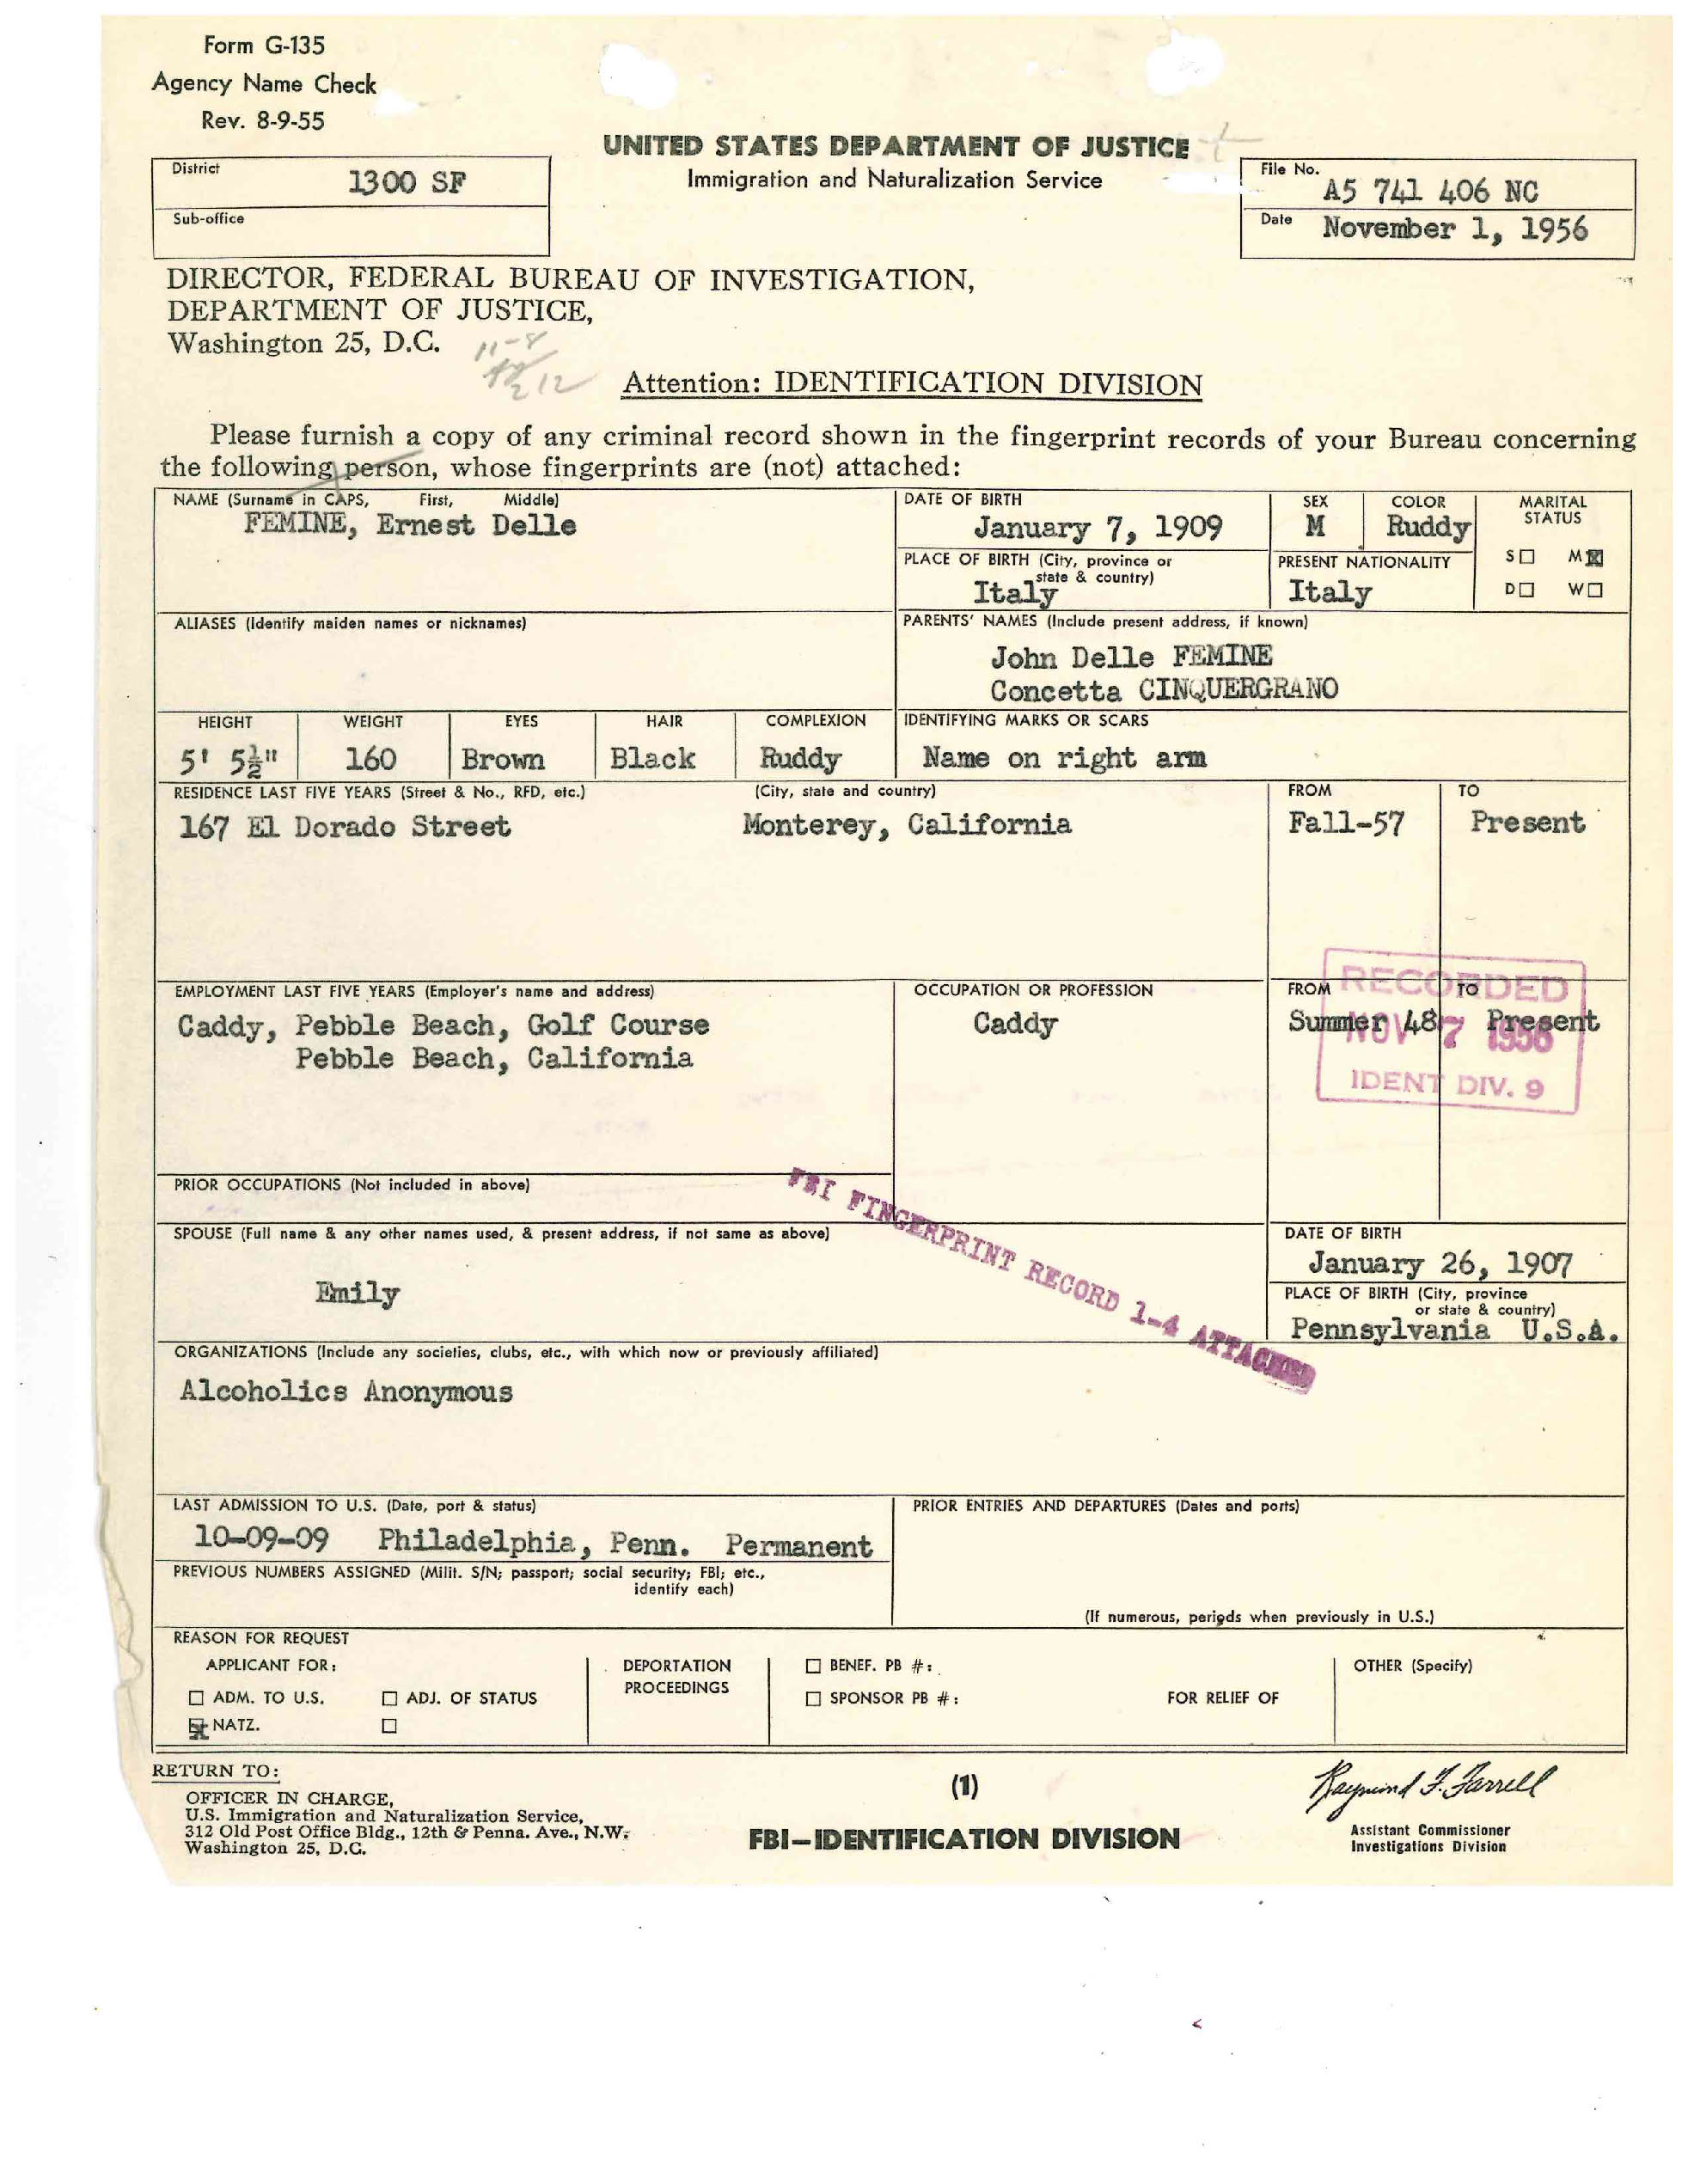 Form G-135
Agency Name Check
Rev. 8-9-55
UNITED STATES DEPARTMENT OF JUSTICE
Immigration and Naturalization Service
District
1300 SF
Sub-office
File No.
A5 741 406 NC
Date
November 1, 1956
DIRECTOR, FEDERAL BUREAU OF INVESTIGATION,
DEPARTMENT OF JUSTICE,
Washington 25, D.C.
11-8
212
Attention: IDENTIFICATION DIVISION
Please furnish a copy of any criminal record shown in the fingerprint records of your Bureau concerning
the following person, whose fingerprints are (not) attached:
NAME (Surname in CAPS, First, Middle)
FEMINE, Ernest Delle
DATE OF BIRTH
January 7, 1909
SEX
M
COLOR
Ruddy
MARITAL
STATUS
S☐ M☒
D☐ W☐
PLACE OF BIRTH (City, province or
state & country)
Italy
PRESENT NATIONALITY
Italy
ALIASES (Identify maiden names or nicknames)
PARENTS' NAMES (Include present address, if known)
John Delle FEMINE
Concetta CINQUERGRANO
HEIGHT WEIGHT EYES HAIR COMPLEXION IDENTIFYING MARKS OR SCARS
5' 5½" 160 Brown Black Ruddy Name on right arm
RESIDENCE LAST FIVE YEARS (Street & No., RFD, etc.) (City, state and country) FROM TO
167 El Dorado Street Monterey, California Fall-57 Present
EMPLOYMENT LAST FIVE YEARS (Employer's name and address) OCCUPATION OR PROFESSION FROM TO
Caddy, Pebble Beach, Golf Course Caddy Summer 48 Present
Pebble Beach, California
RECORDED
NOV 7 1956
IDENT DIV. 9
PRIOR OCCUPATIONS (Not included in above)
FBI FINGERPRINT RECORD 1-4 ATTACHED
SPOUSE (Full name & any other names used, & present address, if not same as above)
Emily
DATE OF BIRTH
January 26, 1907
PLACE OF BIRTH (City, province
or state & country)
Pennsylvania U.S.A.
ORGANIZATIONS (Include any societies, clubs, etc., with which now or previously affiliated)
Alcoholics Anonymous
LAST ADMISSION TO U.S. (Date, port & status)
10-09-09 Philadelphia, Penn. Permanent
PRIOR ENTRIES AND DEPARTURES (Dates and ports)
PREVIOUS NUMBERS ASSIGNED (Milit. S/N; passport; social security; FBI; etc.,
identify each)
(If numerous, periods when previously in U.S.)
REASON FOR REQUEST
APPLICANT FOR:
☐ ADM. TO U.S. ☐ ADJ. OF STATUS
☒ NATZ. ☐
DEPORTATION
PROCEEDINGS
☐ BENEF. PB #:
☐ SPONSOR PB #: FOR RELIEF OF
OTHER (Specify)
RETURN TO:
OFFICER IN CHARGE,
U.S. Immigration and Naturalization Service,
312 Old Post Office Bldg., 12th & Penna. Ave., N.W.
Washington 25, D.C.
(1)
FBI—IDENTIFICATION DIVISION
Raymond F. Farrell
Assistant Commissioner
Investigations Division